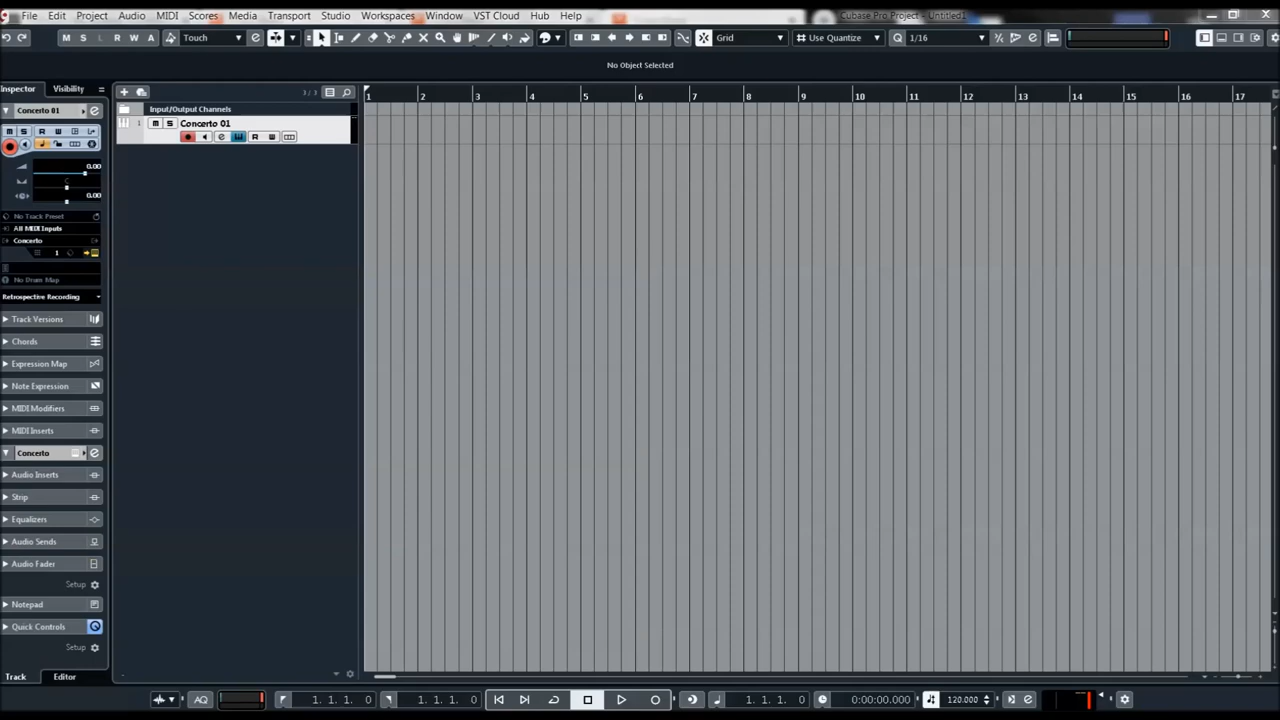 File Edit Project Audio MIDI Scores Media Transport Studio Workspaces Window VST Cloud Hub Help Cubase Pro Project - Untitled1
M S L R W A Touch Grid Use Quantize Q 1/16
No Object Selected
Inspector Visibility 3 / 3 1 2 3 4 5 6 7 8 9 10 11 12 13 14 15 16 17
Concerto 01 Input/Output Channels
m S R W 1 m S Concerto 01
e R W
0.00
C
0.00
No Track Preset
All MIDI Inputs
Concerto
1
No Drum Map
Retrospective Recording
Track Versions
Chords
Expression Map
Note Expression
MIDI Modifiers
MIDI Inserts
Concerto
Audio Inserts
Strip
Equalizers
Audio Sends
Audio Fader
Setup
Notepad
Quick Controls
Setup
Track Editor
AQ 1. 1. 1. 0 1. 1. 1. 0 1. 1. 1. 0 0:00:00.000 120.000